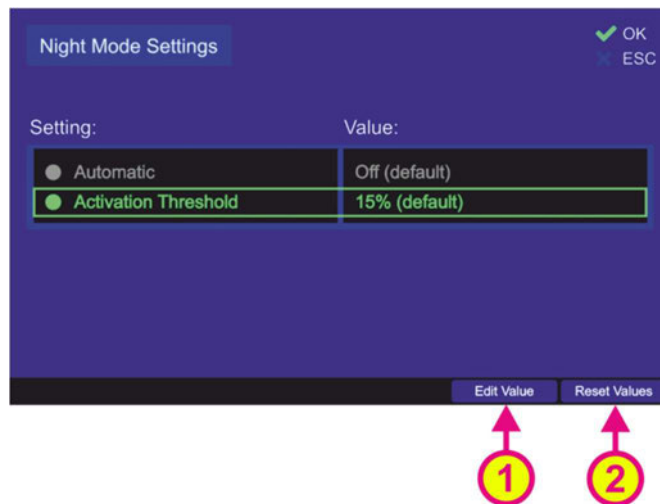 Night Mode Settings
OK
ESC
Setting: Value:
Automatic Off (default)
Activation Threshold 15% (default)
Edit Value Reset Values
1 2